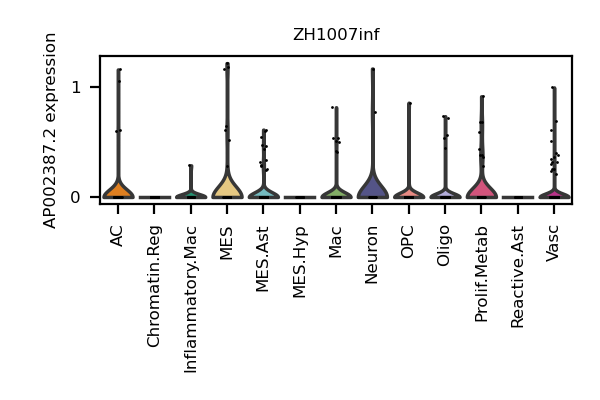 ZH1007inf
AP002387.2 expression
1
0
AC
Chromatin.Reg
Inflammatory.Mac
MES
MES.Ast
MES.Hyp
Mac
Neuron
OPC
Oligo
Prolif.Metab
Reactive.Ast
Vasc